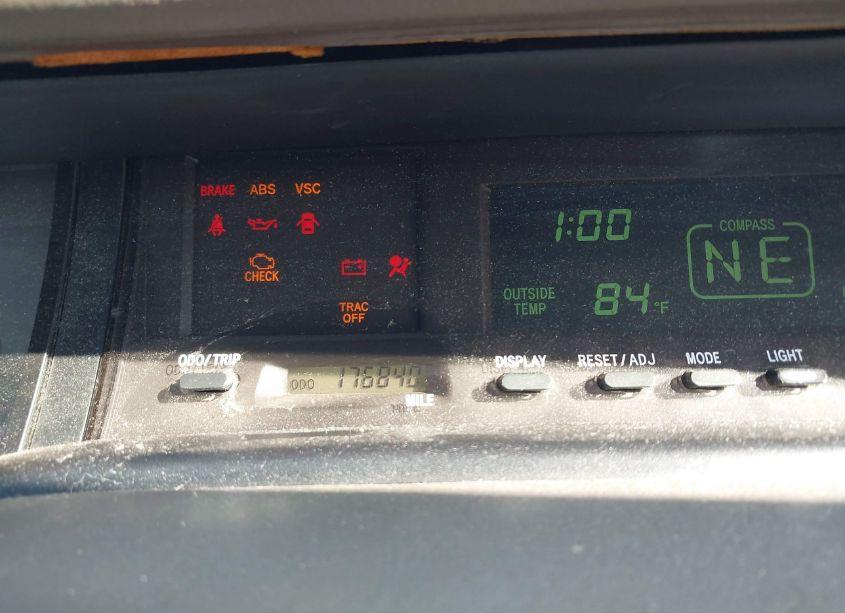 BRAKE ABS VSC
CHECK
TRAC
OFF
1:00
COMPASS
NE
OUTSIDE
TEMP
84°F
ODO/TRIP
ODO 176840
MILE
DISPLAY RESET/ADJ MODE LIGHT